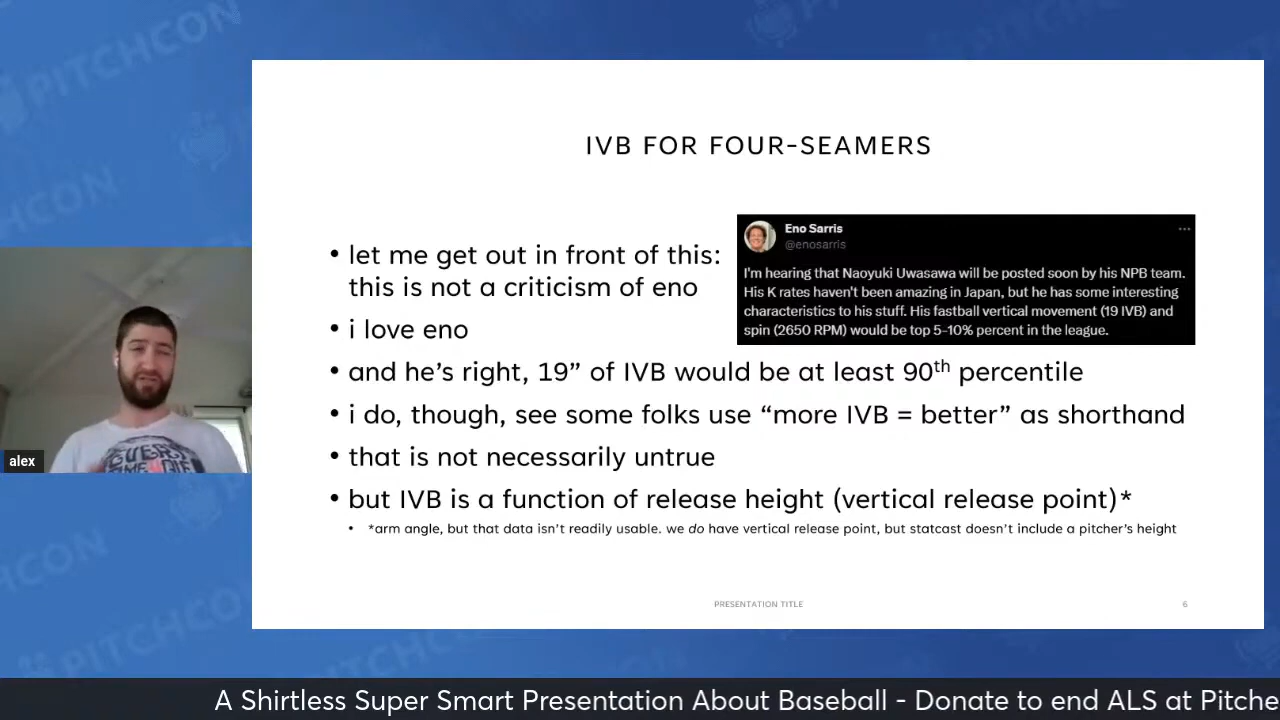 PITCHCON
IVB FOR FOUR-SEAMERS
• let me get out in front of this:
this is not a criticism of eno
• i love eno
Eno Sarris
@enosarris
I'm hearing that Naoyuki Uwasawa will be posted soon by his NPB team.
His K rates haven't been amazing in Japan, but he has some interesting
characteristics to his stuff. His fastball vertical movement (19 IVB) and
spin (2650 RPM) would be top 5-10% percent in the league.
• and he's right, 19” of IVB would be at least 90th percentile
• i do, though, see some folks use “more IVB = better” as shorthand
• that is not necessarily untrue
• but IVB is a function of release height (vertical release point)*
• *arm angle, but that data isn't readily usable. we do have vertical release point, but statcast doesn't include a pitcher's height
PRESENTATION TITLE
6
alex
A Shirtless Super Smart Presentation About Baseball - Donate to end ALS at Pitche